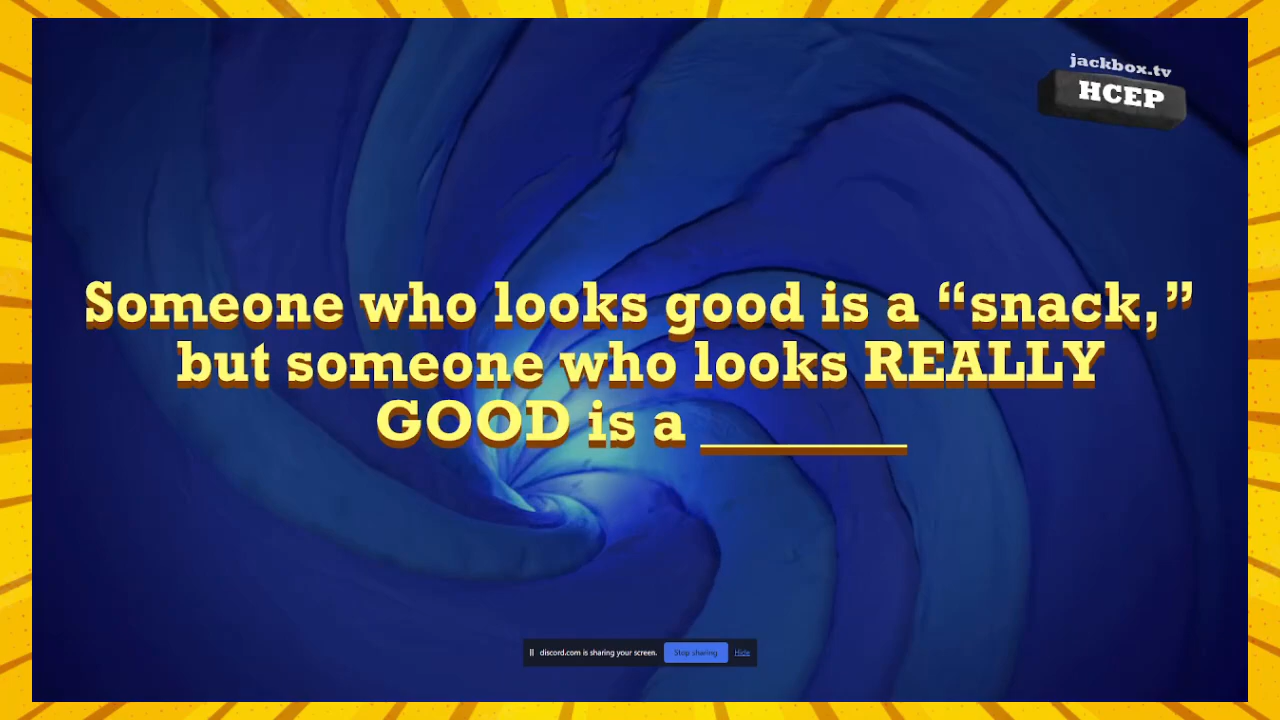 jackbox.tv
HCEP
Someone who looks good is a “snack,”
but someone who looks REALLY
GOOD is a ________
discord.com is sharing your screen. Stop sharing Hide